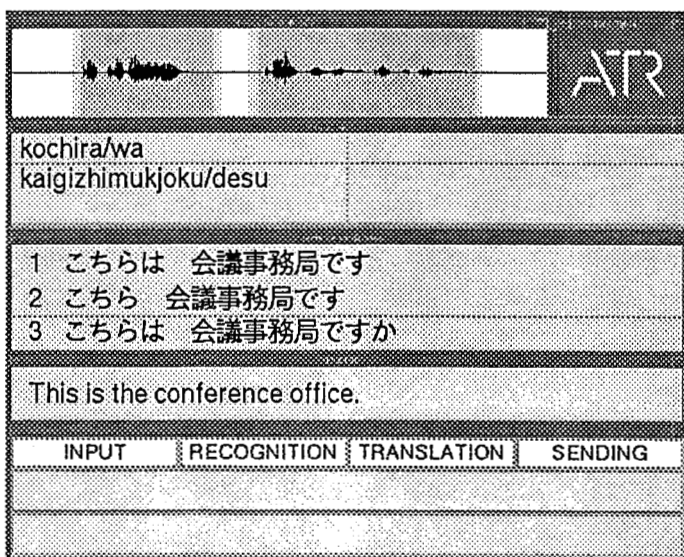 ATR
kochira/wa
kaigizhimukjoku/desu
1 こちらは 会議事務局です
2 こちら 会議事務局です
3 こちらは 会議事務局ですか
This is the conference office.
INPUT RECOGNITION TRANSLATION SENDING